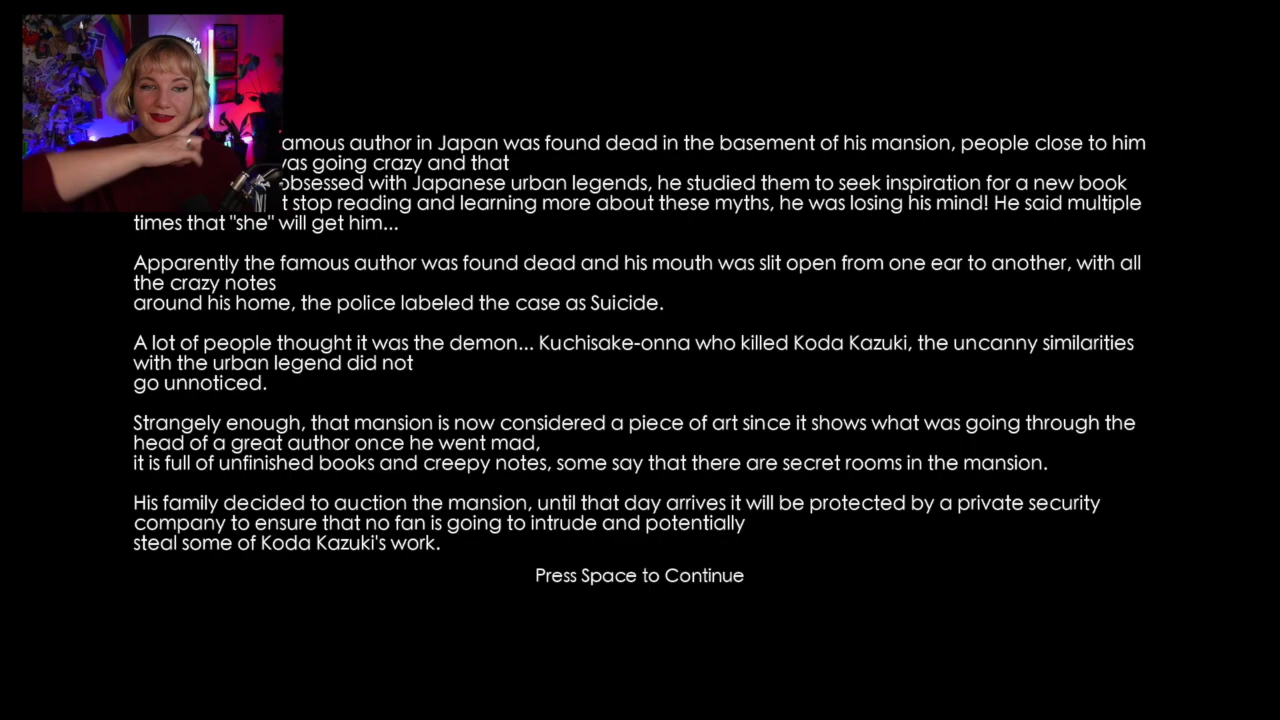 famous author in Japan was found dead in the basement of his mansion, people close to him
was going crazy and that
obsessed with Japanese urban legends, he studied them to seek inspiration for a new book
t stop reading and learning more about these myths, he was losing his mind! He said multiple
times that "she" will get him...
Apparently the famous author was found dead and his mouth was slit open from one ear to another, with all
the crazy notes
around his home, the police labeled the case as Suicide.
A lot of people thought it was the demon... Kuchisake-onna who killed Koda Kazuki, the uncanny similarities
with the urban legend did not
go unnoticed.
Strangely enough, that mansion is now considered a piece of art since it shows what was going through the
head of a great author once he went mad,
it is full of unfinished books and creepy notes, some say that there are secret rooms in the mansion.
His family decided to auction the mansion, until that day arrives it will be protected by a private security
company to ensure that no fan is going to intrude and potentially
steal some of Koda Kazuki's work.
Press Space to Continue